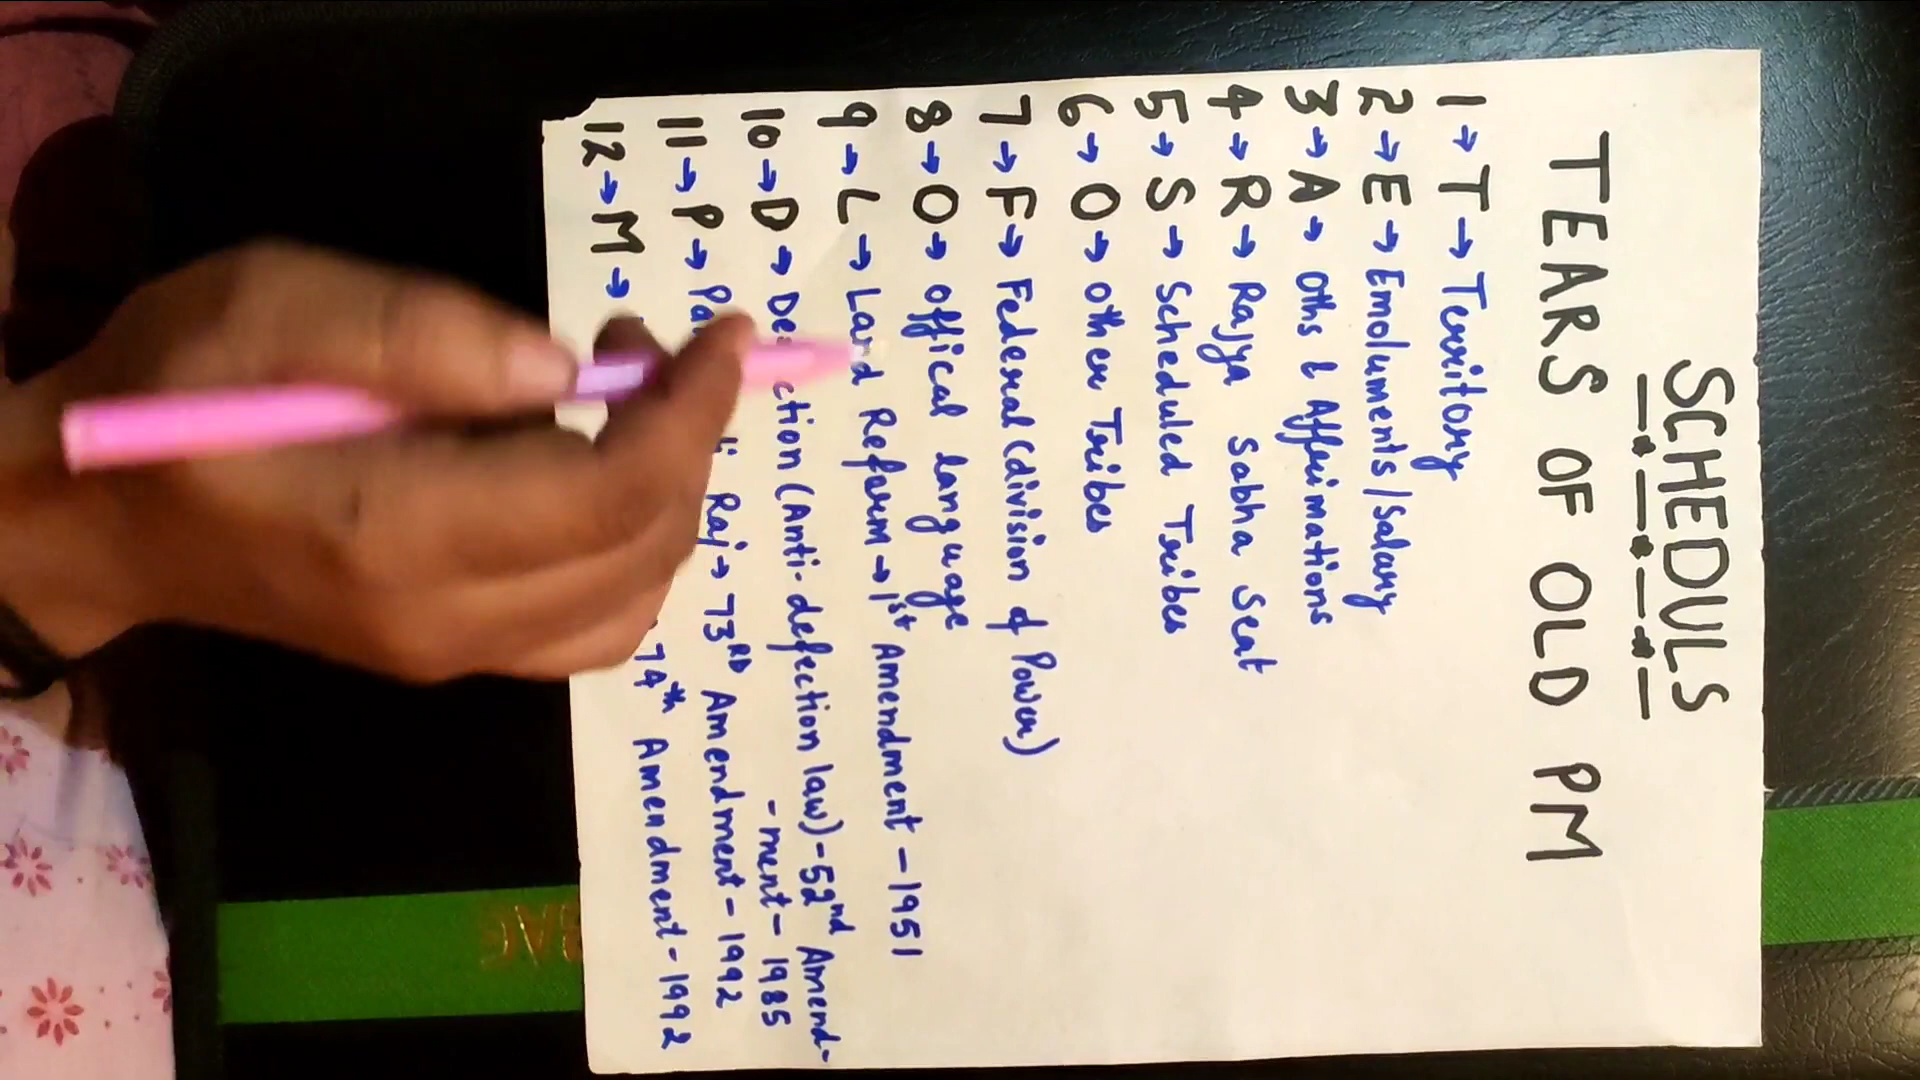 SCHEDULS
TEARS OF OLD PM
1 → T → Territory
2 → E → Emoluments/Salary
3 → A → Oths & Affirimations
4 → R → Rajya Sabha Seat
5 → S → Scheduled Tribes
6 → O → Other Tribes
7 → F → Federal (division of Power)
8 → O → Offical language
9 → L → Land Reform → 1st Amendment - 1951
10 → D → De ction (Anti-defection law) - 52nd Amend-
- ment - 1985
11 → P → Raj → 73RD Amendment - 1992
12 → M → 74th Amendment - 1992
BAG